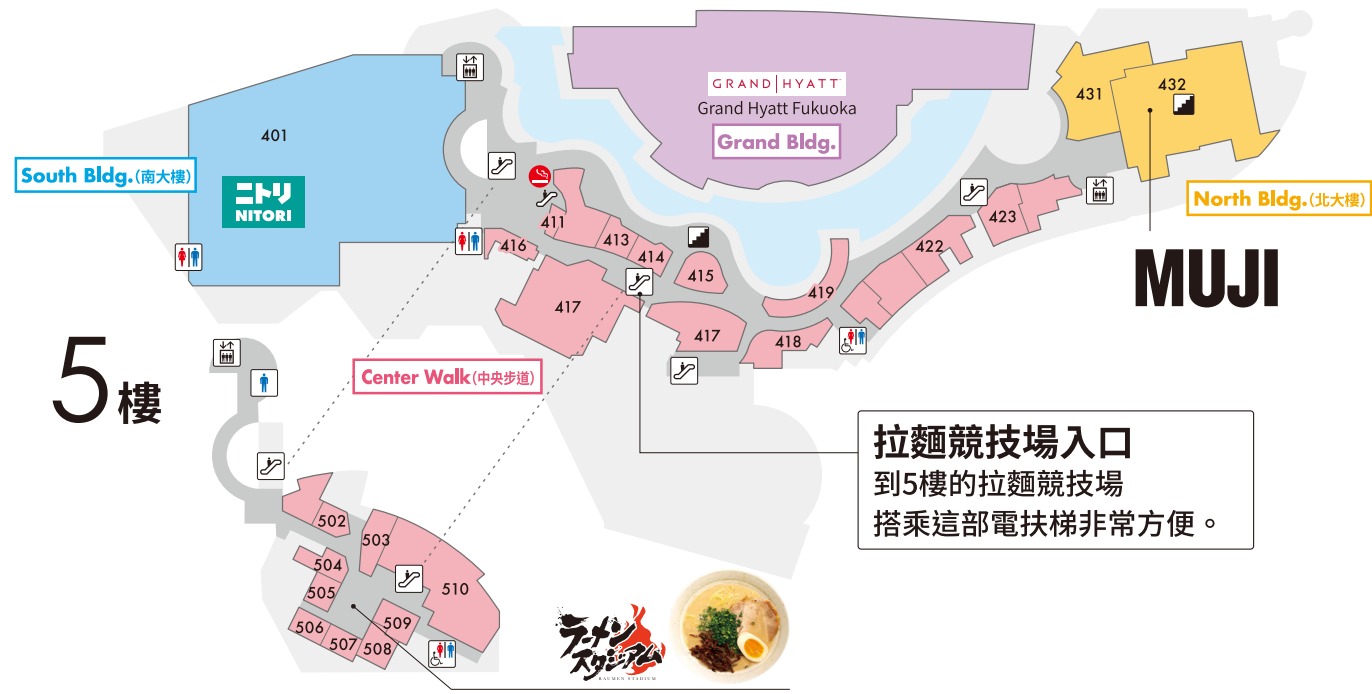 GRAND HYATT
Grand Hyatt Fukuoka
Grand Bldg.
431
432
401
South Bldg.(南大樓)
ニトリ
NITORI
North Bldg.(北大樓)
MUJI
411
413
414
415
416
417
417
418
419
422
423
5樓
Center Walk(中央步道)
拉麵競技場入口
到5樓的拉麵競技場
搭乘這部電扶梯非常方便。
502
503
504
505
506
507
508
509
510
ラーメン
スタジアム
RAUMEN STADIUM